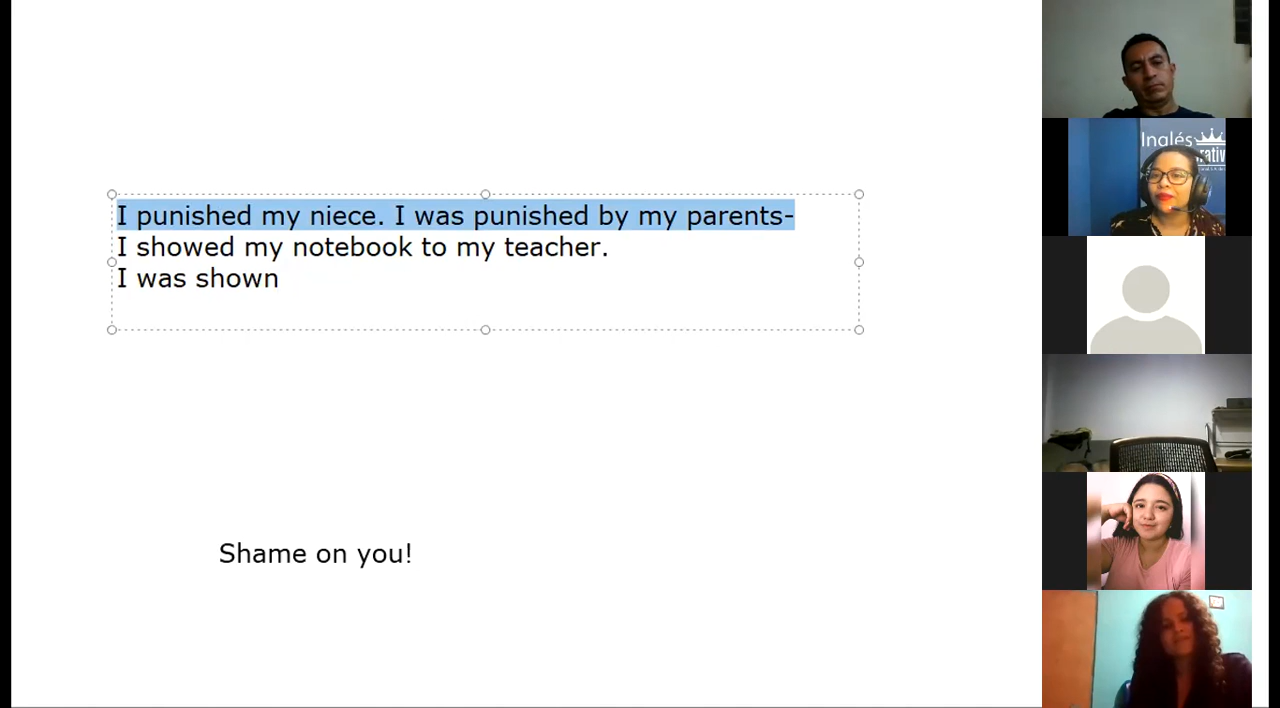 I punished my niece. I was punished by my parents-
I showed my notebook to my teacher.
I was shown
Shame on you!
Inglés